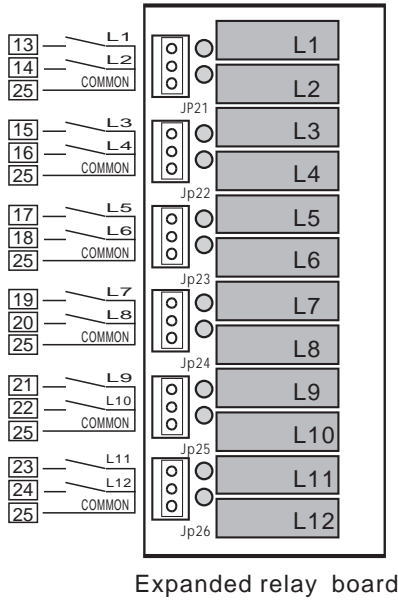 13 L1 L1
14 L2 L2
25 COMMON
JP21
15 L3 L3
16 L4 L4
25 COMMON
Jp22
17 L5 L5
18 L6 L6
25 COMMON
Jp23
19 L7 L7
20 L8 L8
25 COMMON
Jp24
21 L9 L9
22 L10 L10
25 COMMON
Jp25
23 L11 L11
24 L12 L12
25 COMMON
Jp26
Expanded relay board